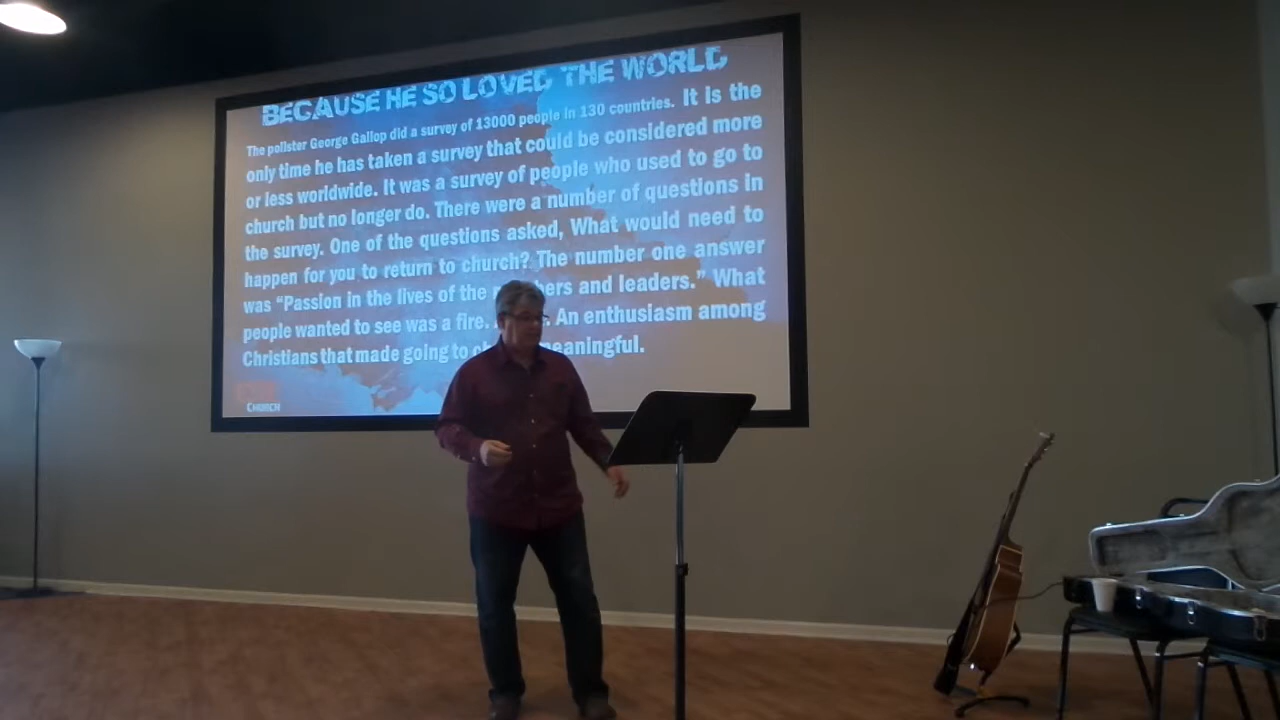 BECAUSE HE SO LOVED THE WORLD
The pollster George Gallop did a survey of 13000 people in 130 countries. It is the
only time he has taken a survey that could be considered more
or less worldwide. It was a survey of people who used to go to
church but no longer do. There were a number of questions in
the survey. One of the questions asked, What would need to
happen for you to return to church? The number one answer
was “Passion in the lives of the and leaders.” What
people wanted to see was a fire. An enthusiasm among
Christians that made going to meaningful.
CHURCH